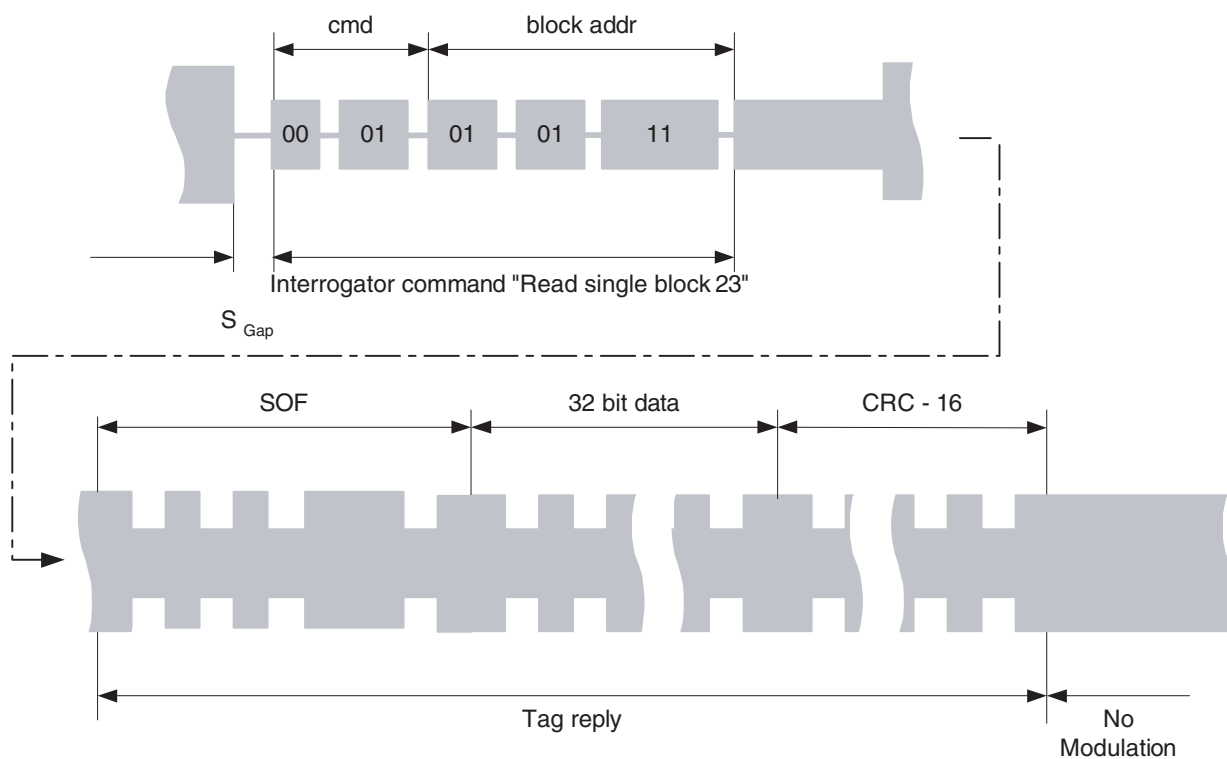 cmd block addr
00 01 01 01 11
Interrogator command "Read single block 23"
S Gap
SOF 32 bit data CRC - 16
Tag reply
No
Modulation